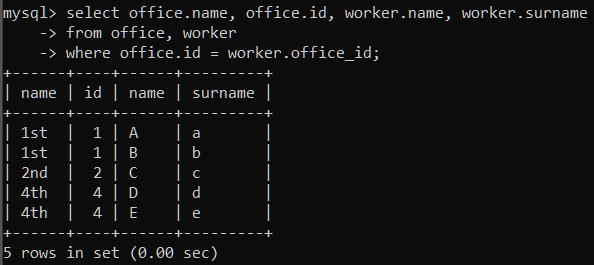 mysql> select office.name, office.id, worker.name, worker.surname
    -> from office, worker
    -> where office.id = worker.office_id;
+------+----+------+---------+
| name | id | name | surname |
+------+----+------+---------+
| 1st  |  1 | A    | a       |
| 1st  |  1 | B    | b       |
| 2nd  |  2 | C    | c       |
| 4th  |  4 | D    | d       |
| 4th  |  4 | E    | e       |
+------+----+------+---------+
5 rows in set (0.00 sec)